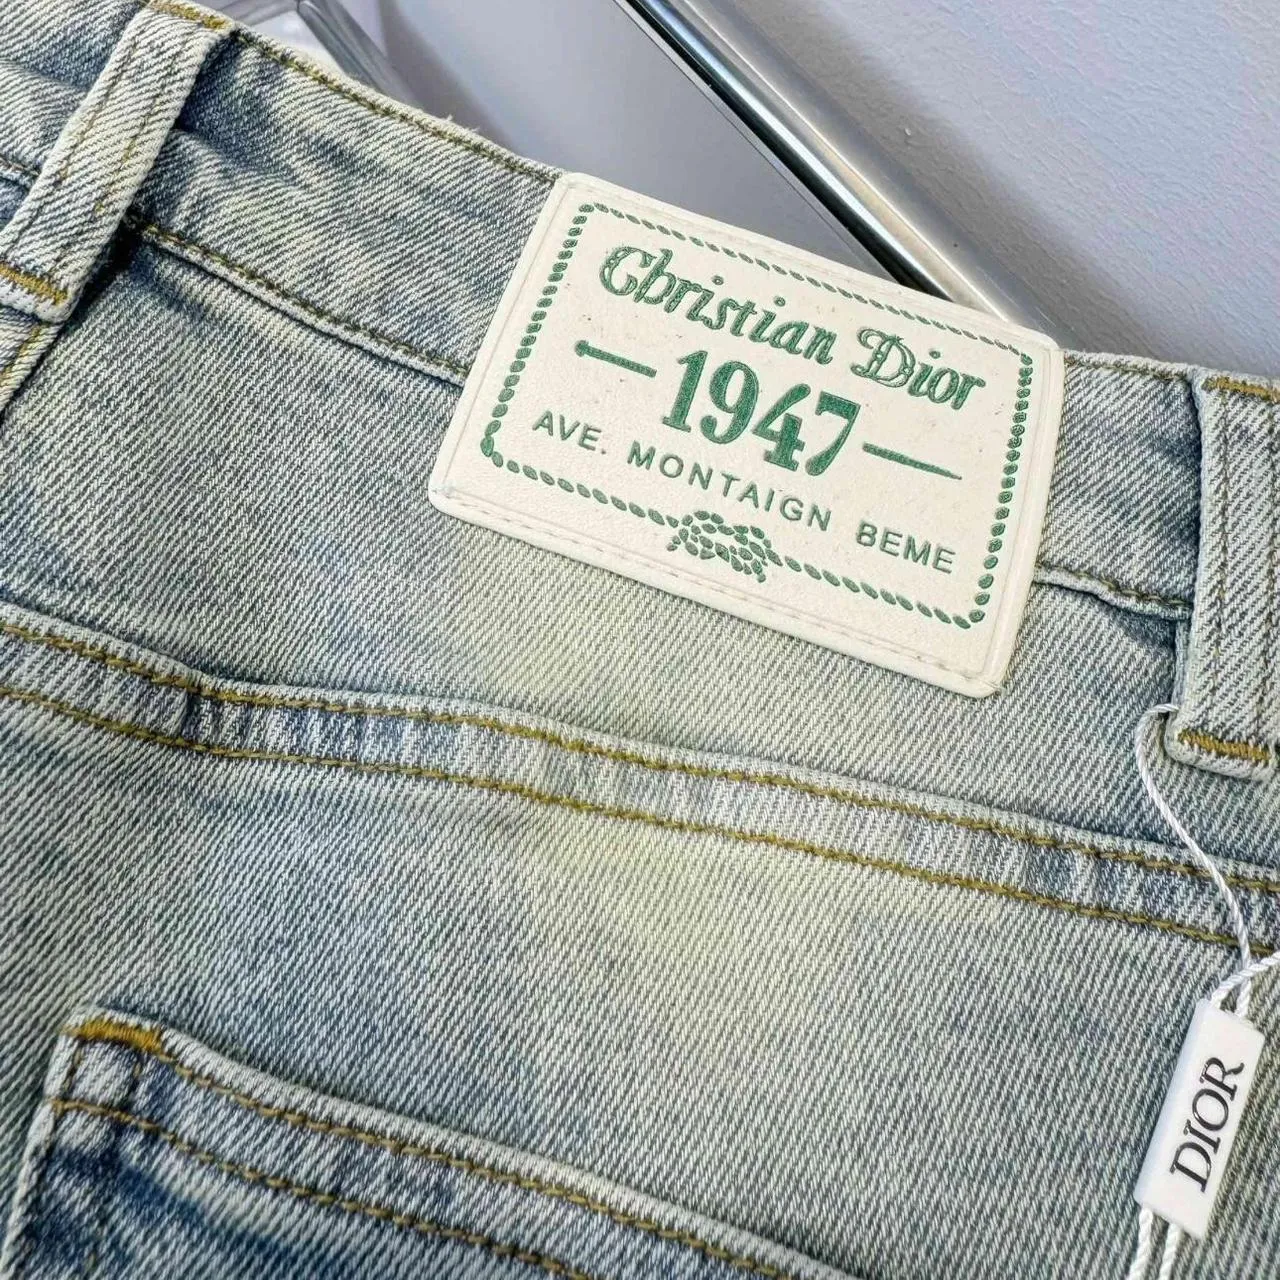 Christian Dior
1947
AVE. MONTAIGN BEME
DIOR